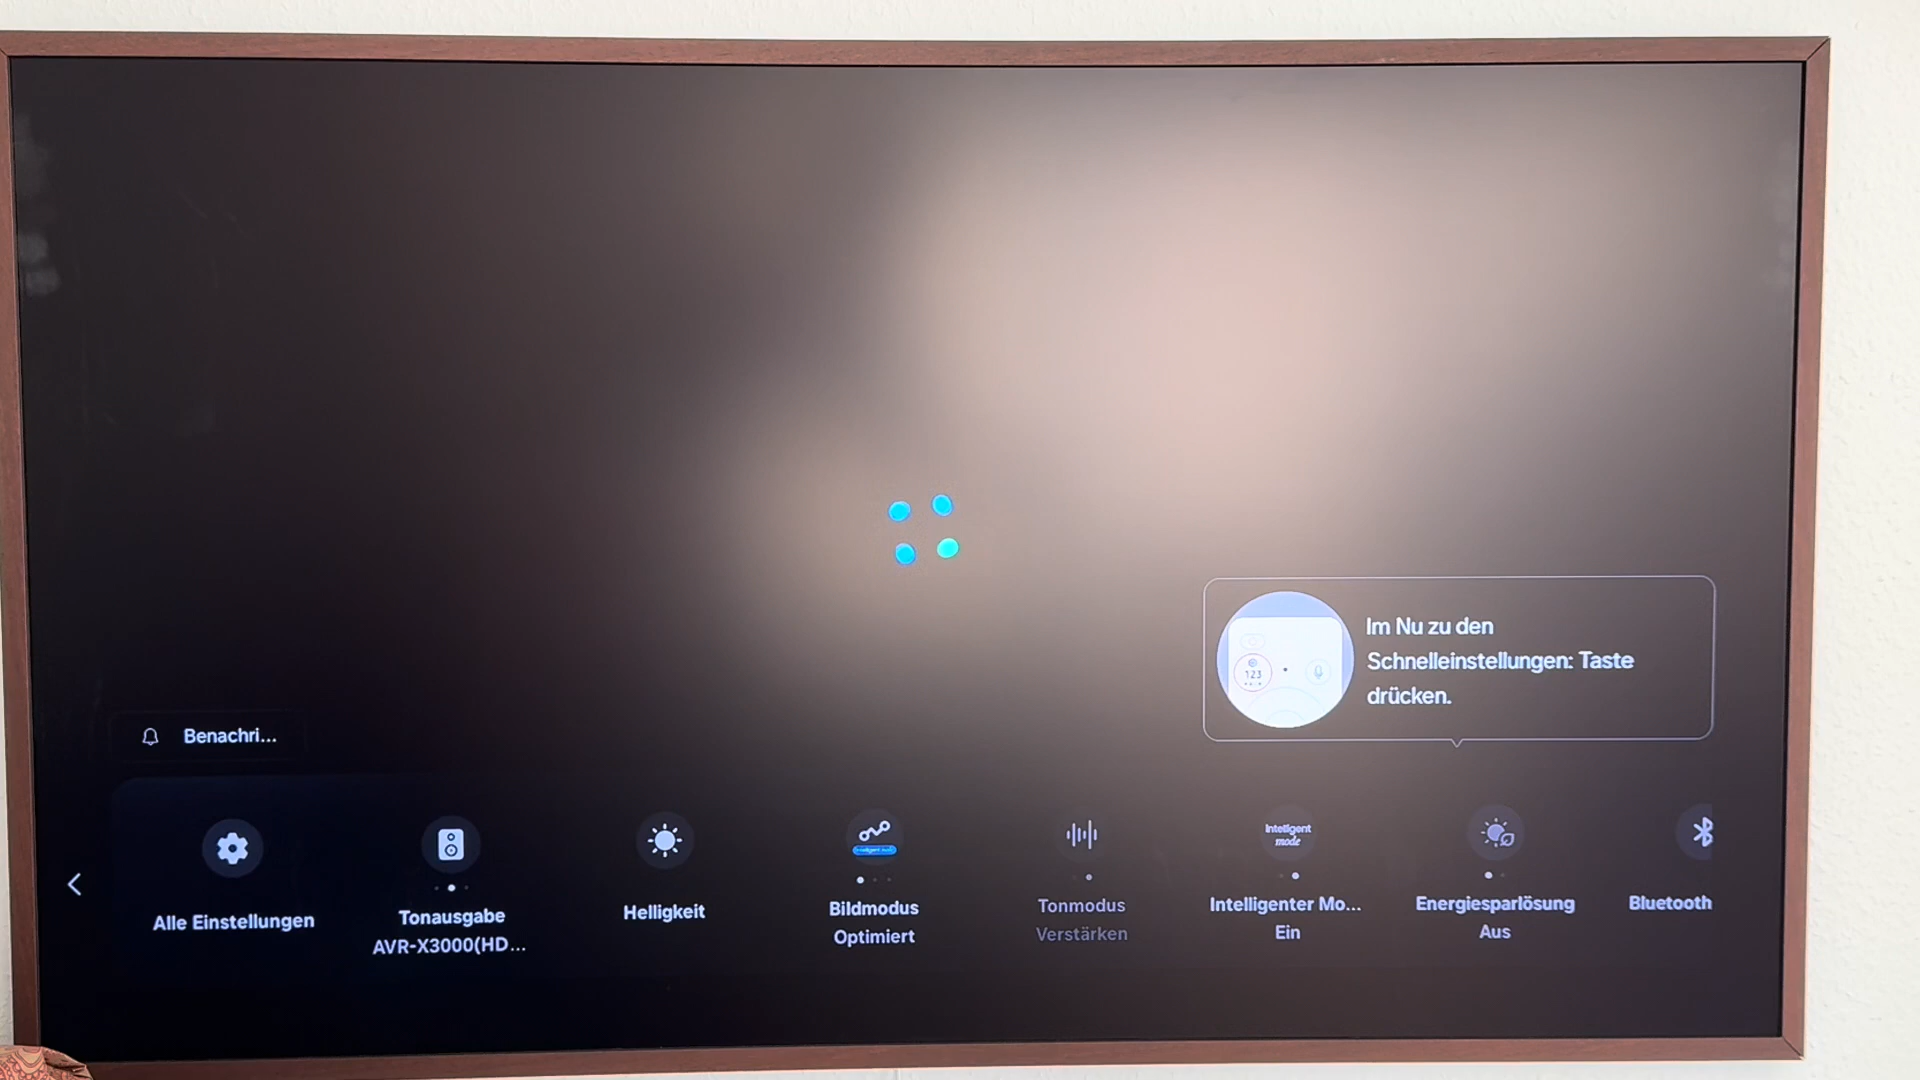 Im Nu zu den
Schnelleinstellungen: Taste
drücken.
123
Benachri...
Alle Einstellungen
Tonausgabe
AVR-X3000(HD...
Helligkeit
Bildmodus
Optimiert
Tonmodus
Verstärken
Intelligent
mode
Intelligenter Mo...
Ein
Energiesparlösung
Aus
Bluetooth